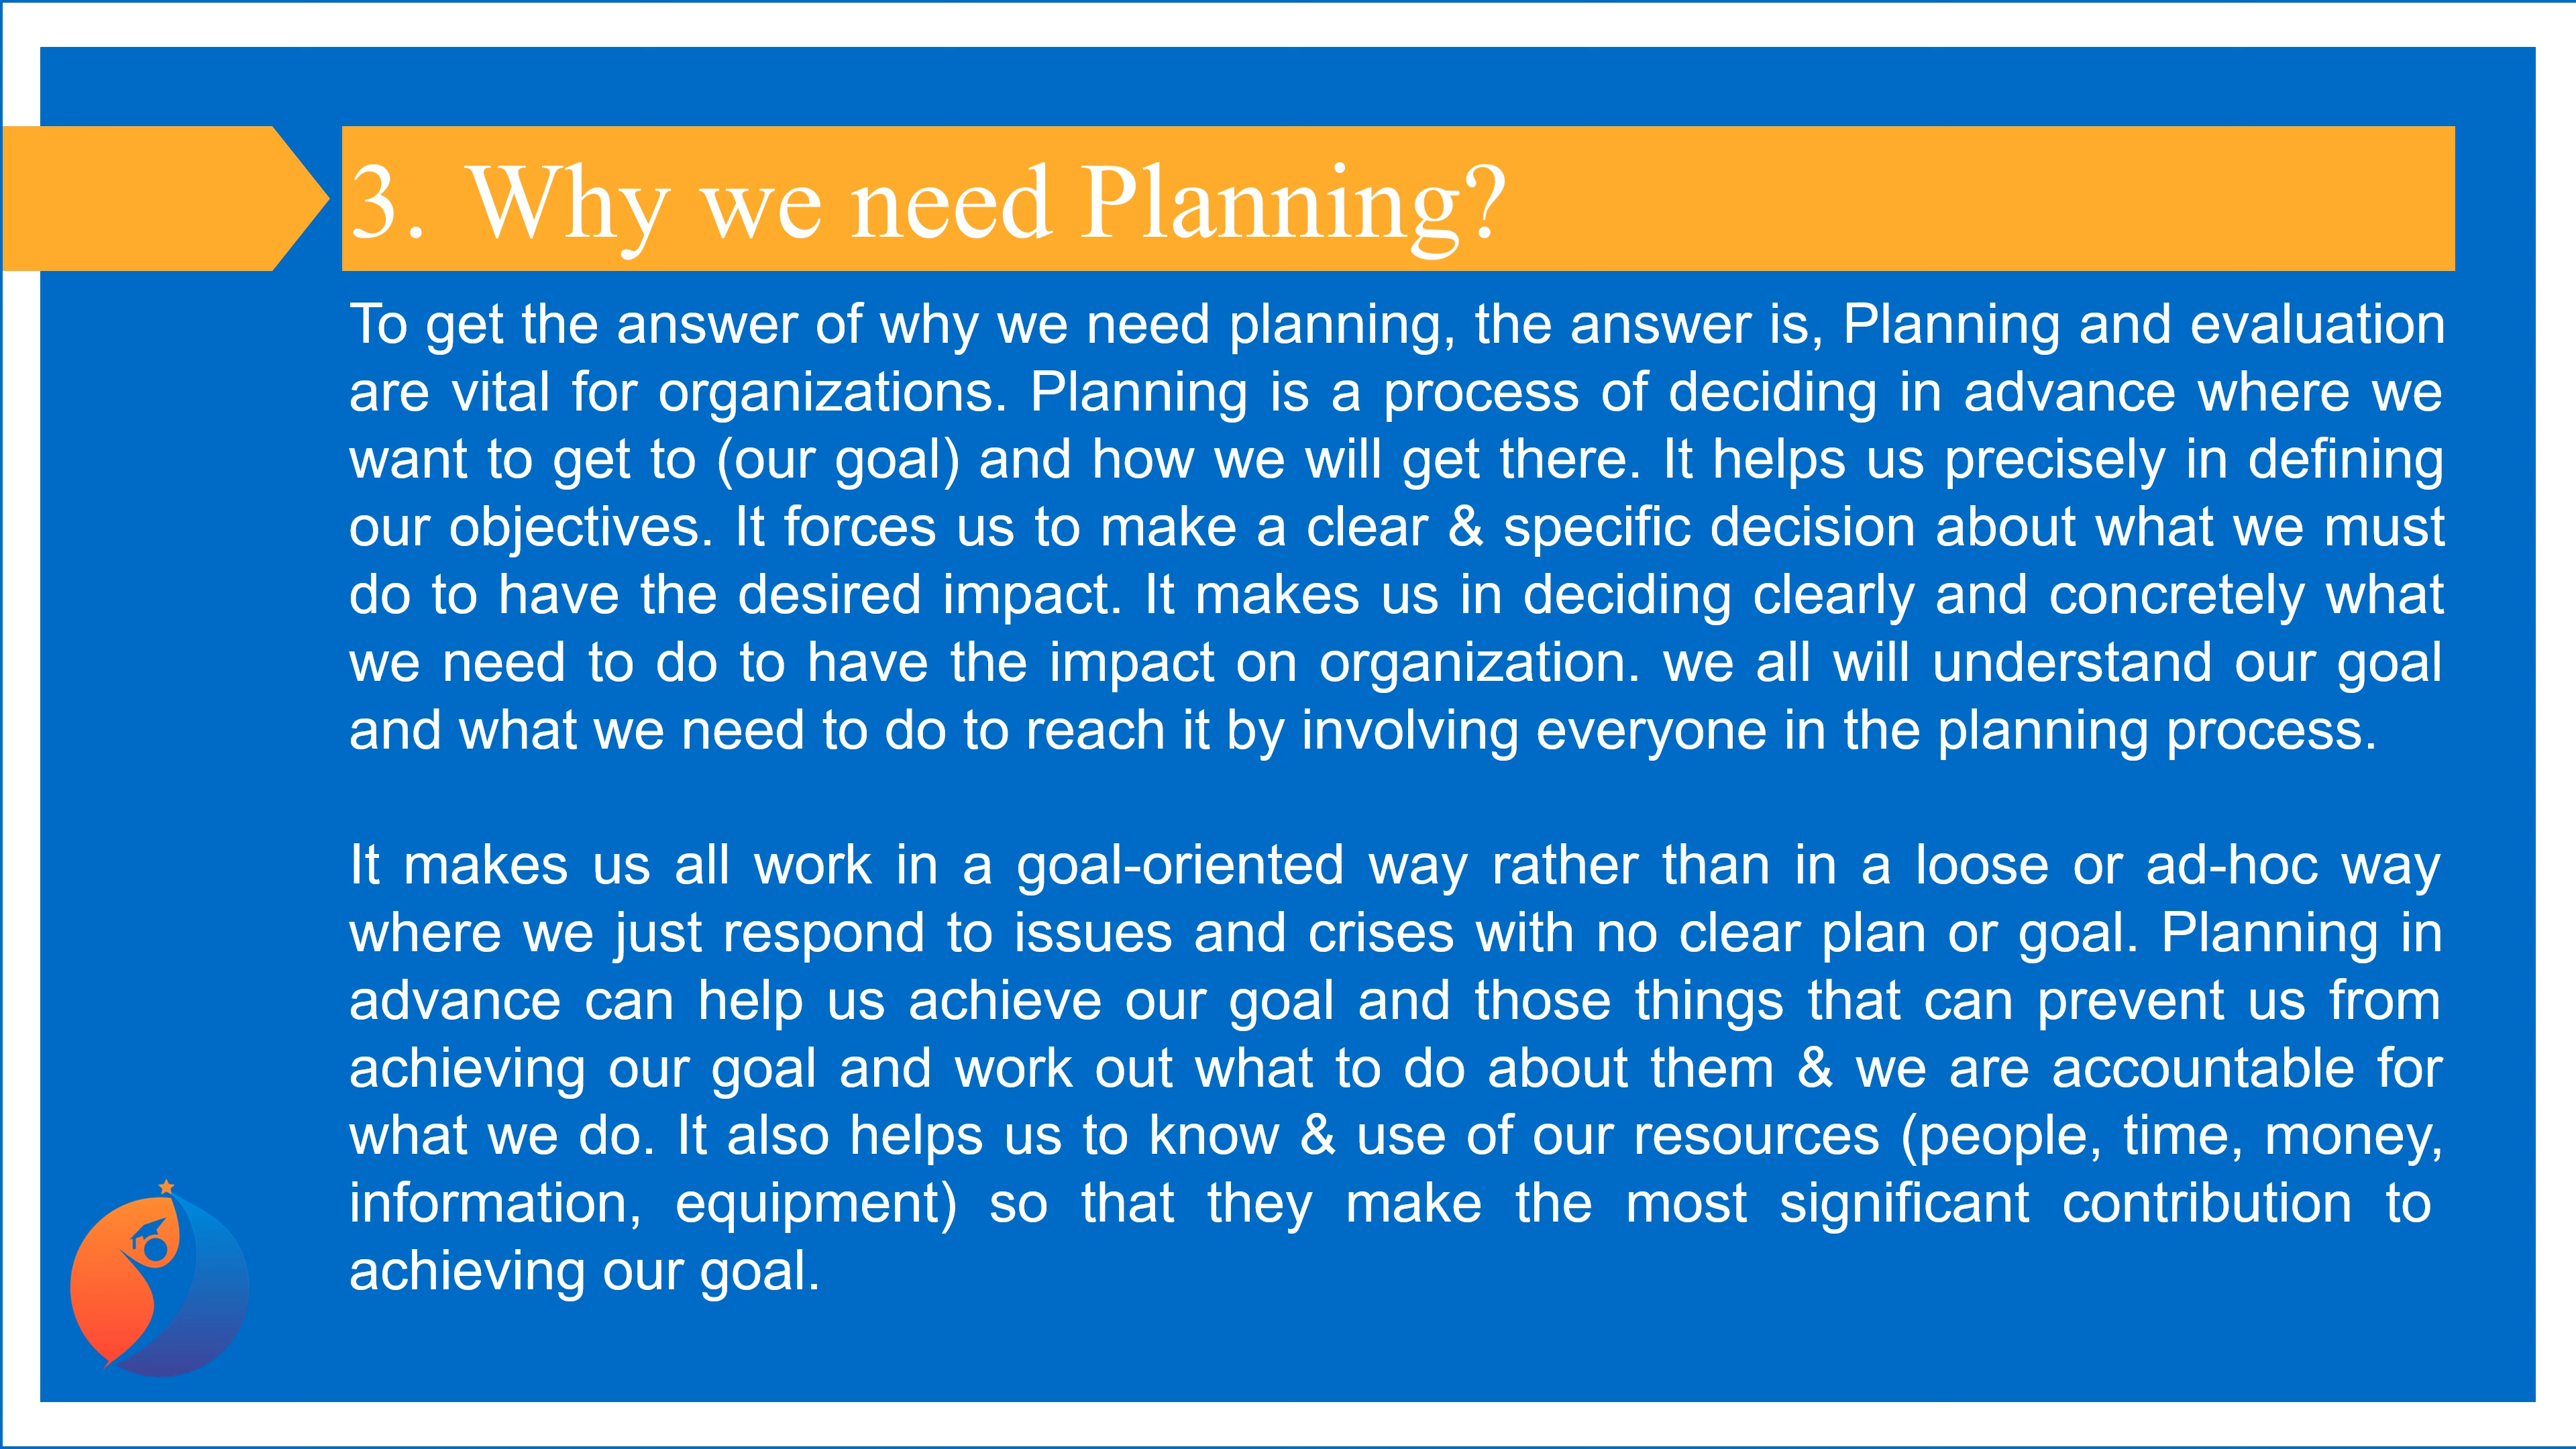 3. Why we need Planning?
To get the answer of why we need planning, the answer is, Planning and evaluation
are vital for organizations. Planning is a process of deciding in advance where we
want to get to (our goal) and how we will get there. It helps us precisely in defining
our objectives. It forces us to make a clear & specific decision about what we must
do to have the desired impact. It makes us in deciding clearly and concretely what
we need to do to have the impact on organization. we all will understand our goal
and what we need to do to reach it by involving everyone in the planning process.
It makes us all work in a goal-oriented way rather than in a loose or ad-hoc way
where we just respond to issues and crises with no clear plan or goal. Planning in
advance can help us achieve our goal and those things that can prevent us from
achieving our goal and work out what to do about them & we are accountable for
what we do. It also helps us to know & use of our resources (people, time, money,
information, equipment) so that they make the most significant contribution to
achieving our goal.